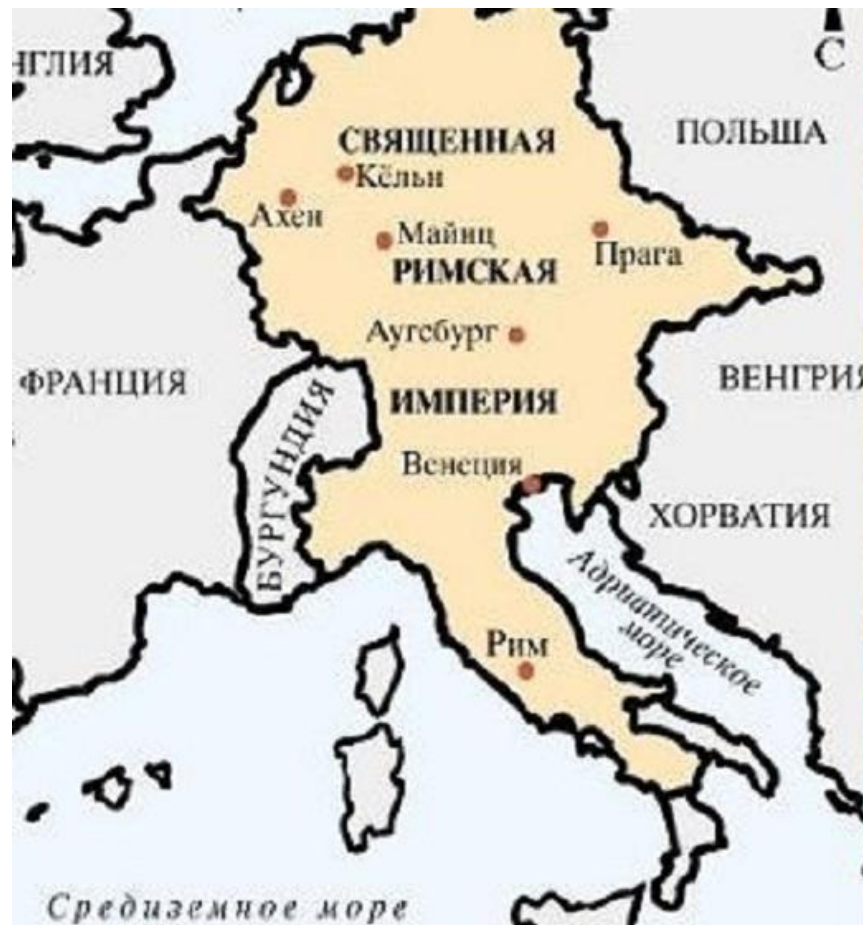 НГЛИЯ
С
ПОЛЬША
СВЯЩЕННАЯ
Кёльн
Ахен
Майнц
Прага
РИМСКАЯ
Аугсбург
ФРАНЦИЯ
ВЕНГРИЯ
ИМПЕРИЯ
БУРГУНДИЯ
Венеция
ХОРВАТИЯ
Адриатическое
море
Рим
Средиземное море